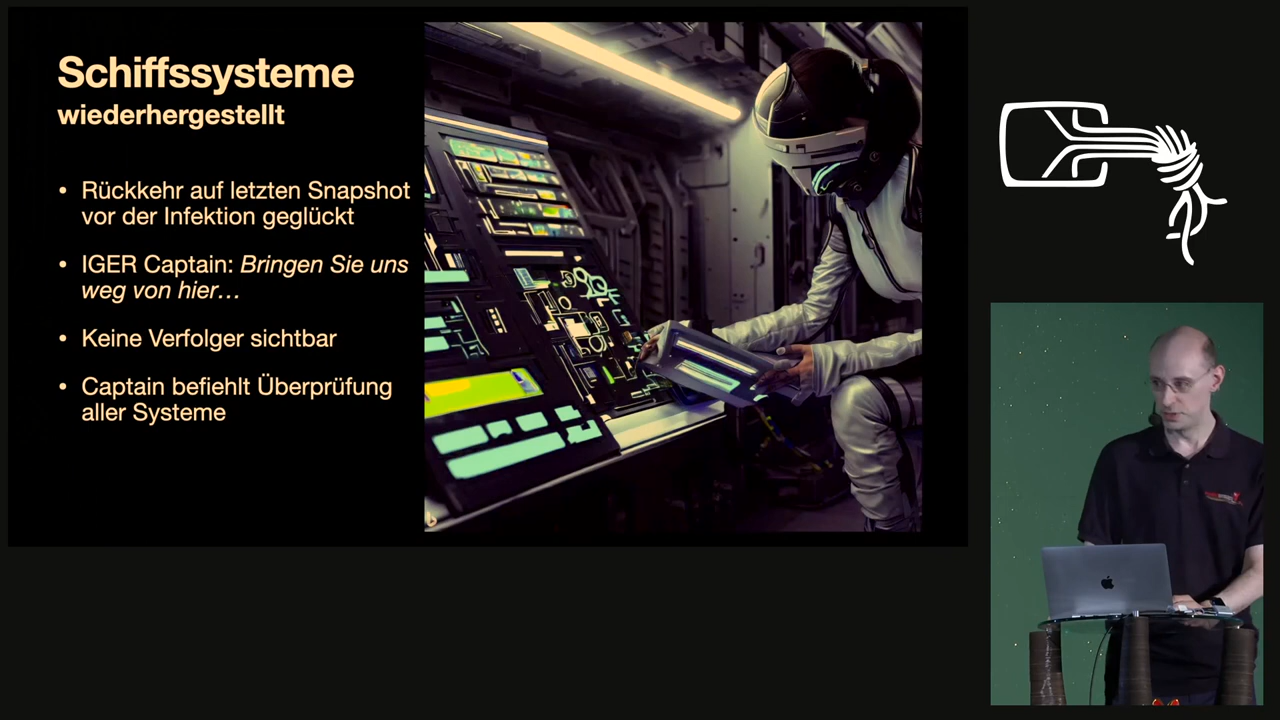 Schiffssysteme
wiederhergestellt
• Rückkehr auf letzten Snapshot
vor der Infektion geglückt
• IGER Captain: Bringen Sie uns
weg von hier…
• Keine Verfolger sichtbar
• Captain befiehlt Überprüfung
aller Systeme